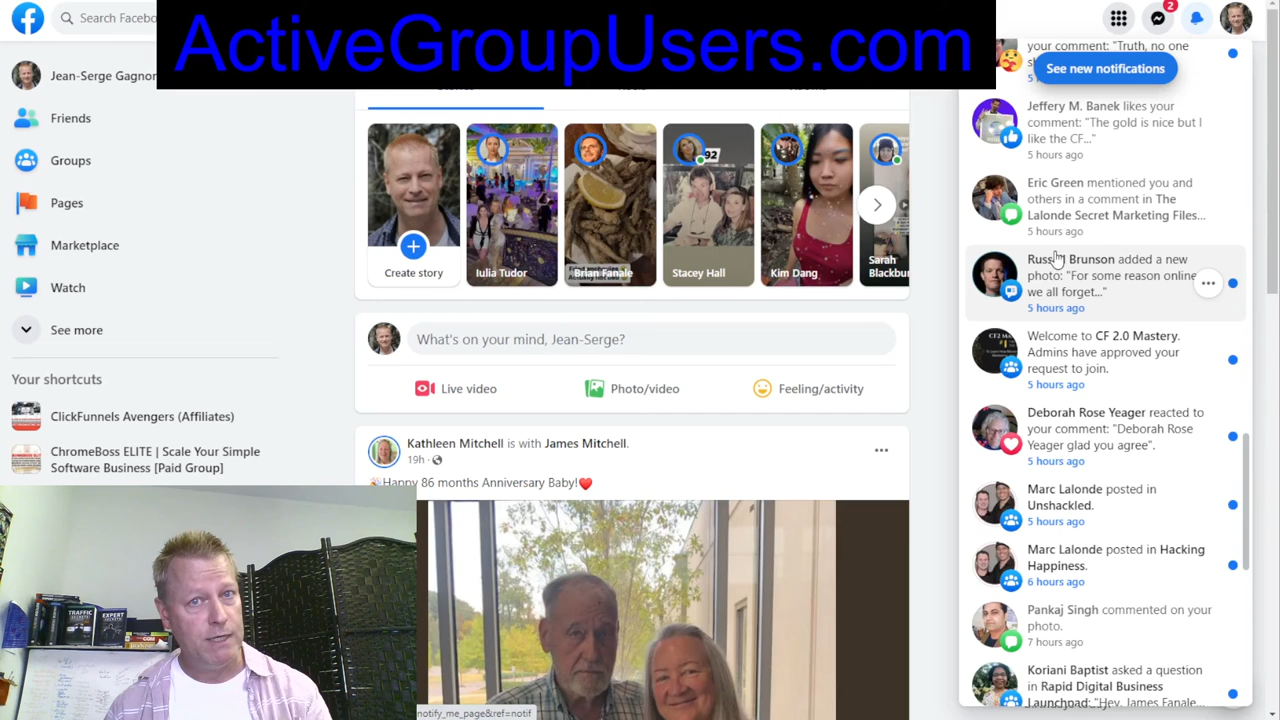 ActiveGroupUsers.com
Search Facebo
2
Jean-Serge Gagnon
Friends
Groups
Pages
Marketplace
Watch
See more
Your shortcuts
ClickFunnels Avengers (Affiliates)
ChromeBoss ELITE | Scale Your
Simple Software Business [Paid Group]
92
Create story
Iulia Tudor
Brian Fanale
Stacey Hall
Kim Dang
Sarah
Blackbur
What's on your mind, Jean-Serge?
Live video
Photo/video
Feeling/activity
Kathleen Mitchell is with James Mitchell.
19h
Happy 86 months Anniversary Baby!
TRAFFIC
SECRETS
EXPERT
SECRETS
notify_me_page&ref=notif
your comment: "Truth, no one
See new notifications
Jeffery M. Banek likes your
comment: "The gold is nice but I
like the CF..."
5 hours ago
Eric Green mentioned you and
others in a comment in The
Lalonde Secret Marketing Files...
5 hours ago
Russell Brunson added a new
photo: "For some reason online
we all forget..."
5 hours ago
Welcome to CF 2.0 Mastery.
Admins have approved your
request to join.
5 hours ago
Deborah Rose Yeager reacted to
your comment: "Deborah Rose
Yeager glad you agree".
5 hours ago
Marc Lalonde posted in
Unshackled.
5 hours ago
Marc Lalonde posted in Hacking
Happiness.
6 hours ago
Pankaj Singh commented on your
photo.
7 hours ago
Koriani Baptist asked a question
in Rapid Digital Business
Launchpad: "Hey, James Fanale...